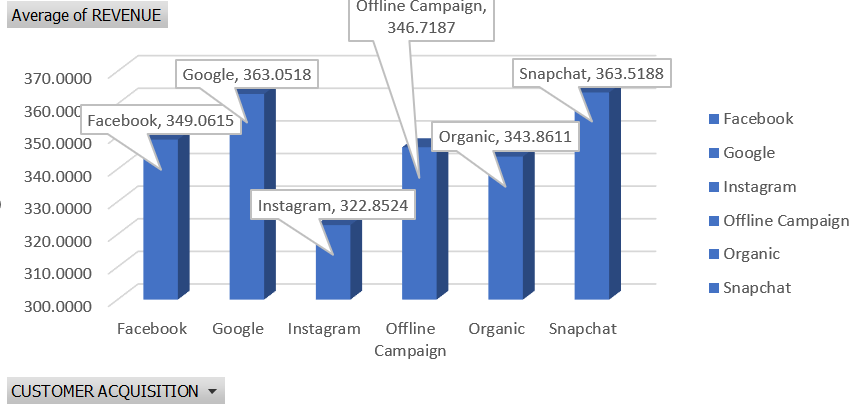 Average of REVENUE
Offline Campaign,
346.7187
Google, 363.0518
Snapchat, 363.5188
Facebook, 349.0615
Organic, 343.8611
Instagram, 322.8524
370.0000
360.0000
350.0000
340.0000
330.0000
320.0000
310.0000
300.0000
Facebook
Google
Instagram
Offline
Campaign
Organic
Snapchat
Facebook
Google
Instagram
Offline Campaign
Organic
Snapchat
CUSTOMER ACQUISITION